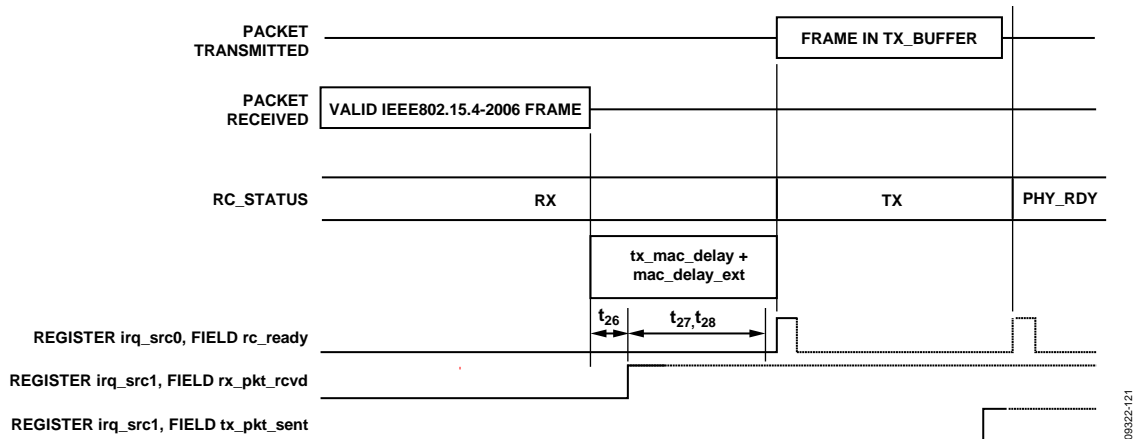 PACKET
TRANSMITTED
FRAME IN TX_BUFFER
PACKET
RECEIVED
VALID IEEE802.15.4-2006 FRAME
RC_STATUS
RX
TX
PHY_RDY
tx_mac_delay +
mac_delay_ext
t26
t27,t28
REGISTER irq_src0, FIELD rc_ready
REGISTER irq_src1, FIELD rx_pkt_rcvd
REGISTER irq_src1, FIELD tx_pkt_sent
09322-121